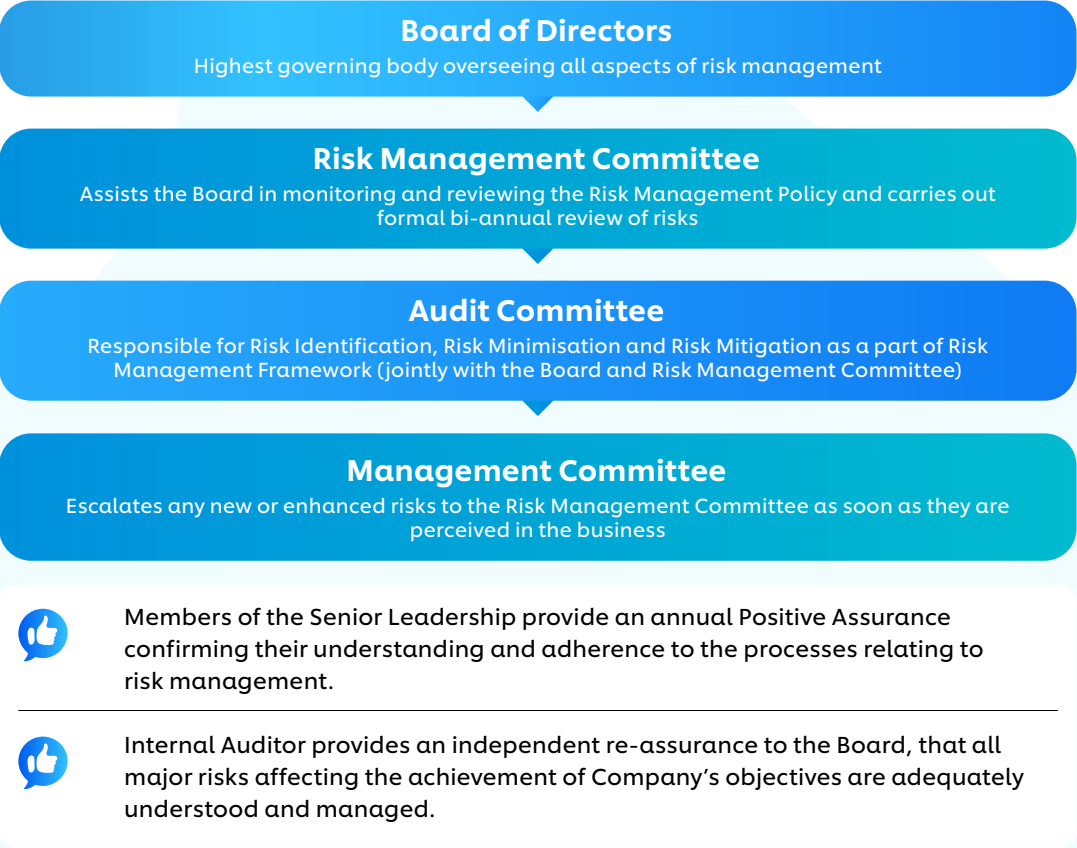 Board of Directors
Highest governing body overseeing all aspects of risk management
Risk Management Committee
Assists the Board in monitoring and reviewing the Risk Management Policy and carries out
formal bi-annual review of risks
Audit Committee
Responsible for Risk Identification, Risk Minimisation and Risk Mitigation as a part of Risk
Management Framework (jointly with the Board and Risk Management Committee)
Management Committee
Escalates any new or enhanced risks to the Risk Management Committee as soon as they are
perceived in the business
Members of the Senior Leadership provide an annual Positive Assurance
confirming their understanding and adherence to the processes relating to
risk management.
Internal Auditor provides an independent re-assurance to the Board, that all
major risks affecting the achievement of Company’s objectives are adequately
understood and managed.